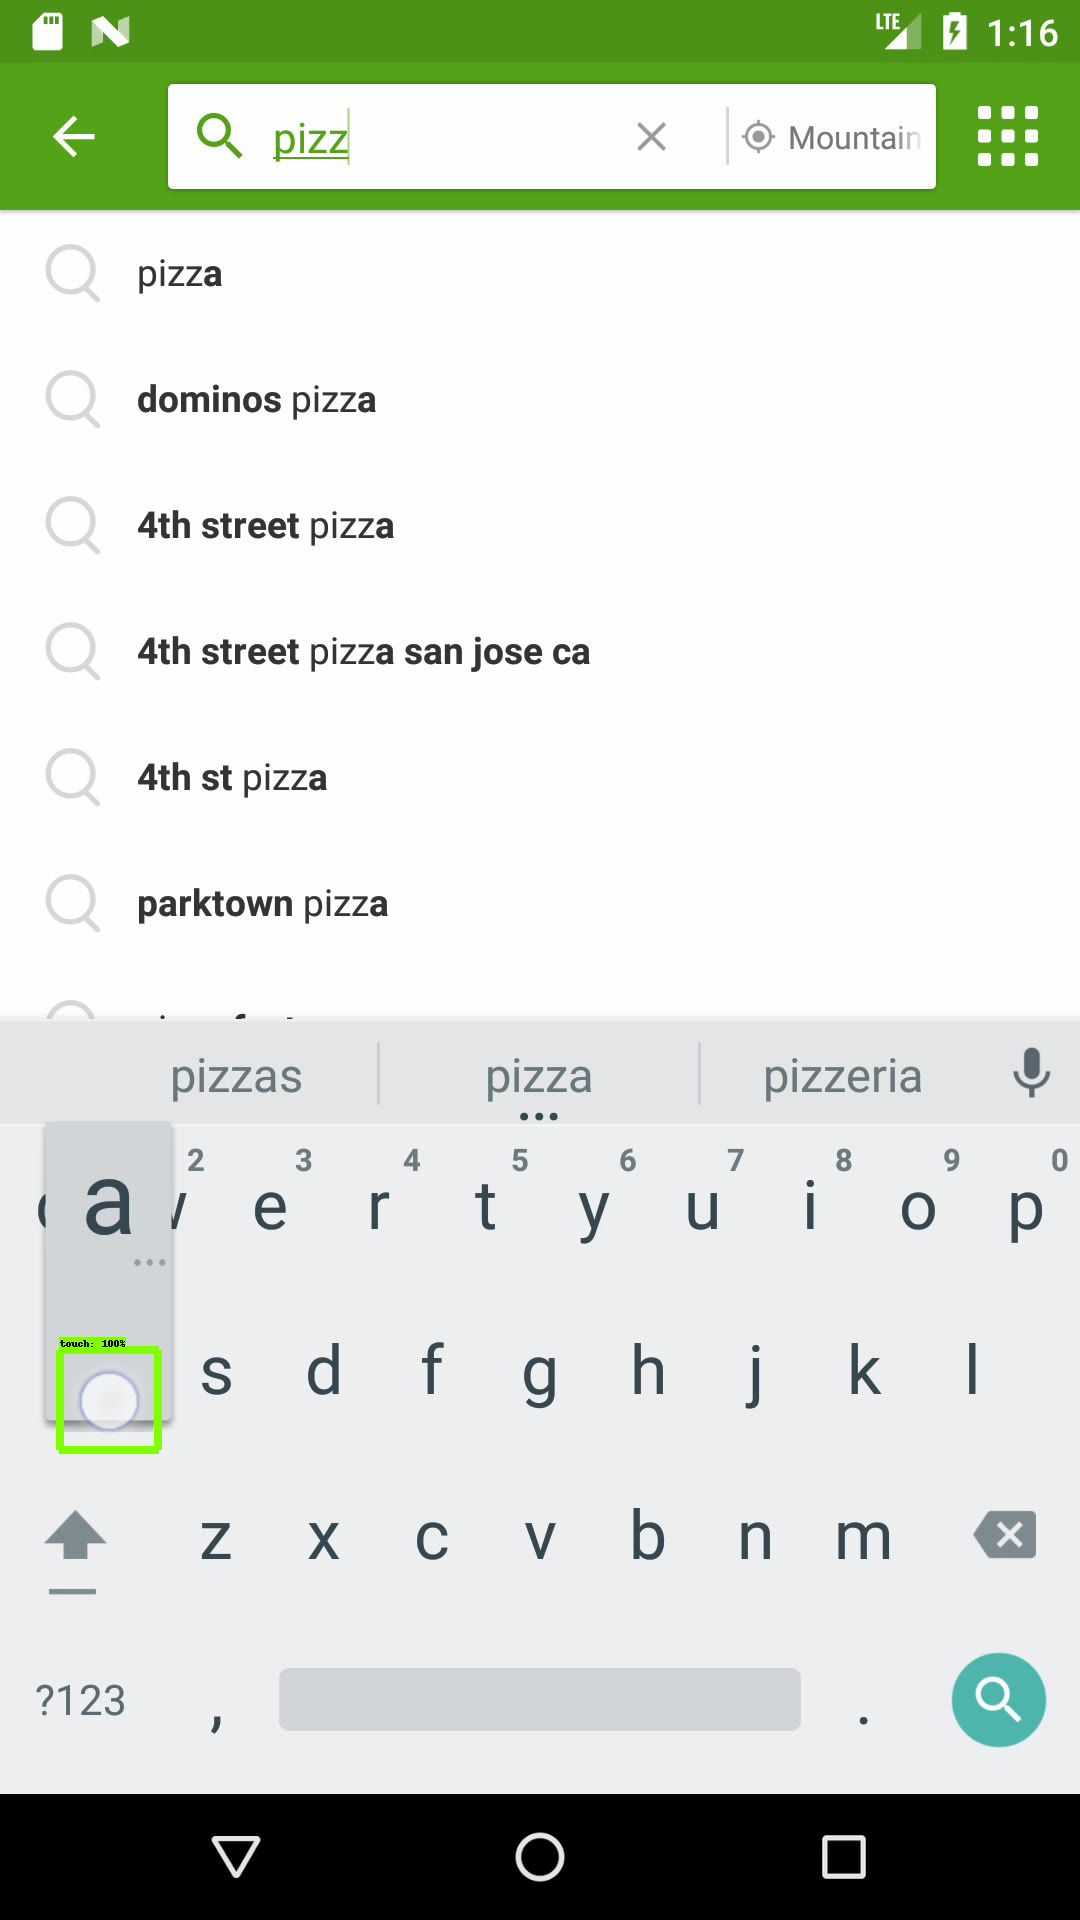 LTE 1:16
pizz Mountain
pizza
dominos pizza
4th street pizza
4th street pizza san jose ca
4th st pizza
parktown pizza
pizzas pizza pizzeria
2 3 4 5 6 7 8 9 0
a e r t y u i o p
touch: 100%
s d f g h j k l
z x c v b n m
?123 , .